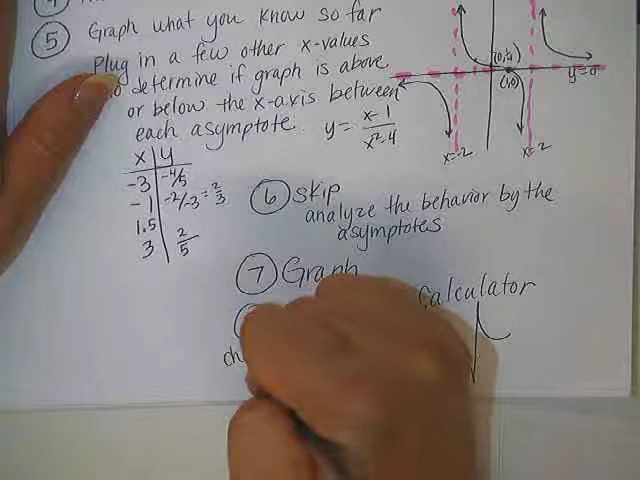 5 Graph what you know so far
Plug in a few other x-values
to determine if graph is above
or below the x-axis between
each asymptote.
y = x-1 / x²-4
x | y
-3 | -4/5
-1 | -2/-3 = 2/3
1.5
3 | 2/5
(0, 1/4)
(1,0)
y=0
x=-2
x=2
6 Skip
analyze the behavior by the
asymptotes
7 Graph
Calculator
ch